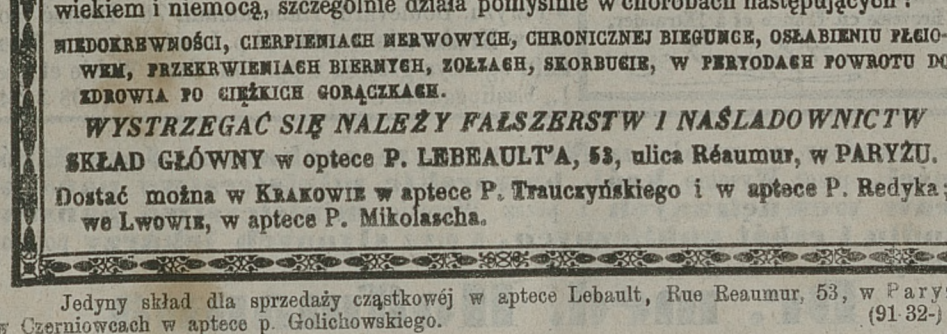 wiekiem i niemocą, szczególnie działa pomyślnie w chorobach następujących :
NIEDOKREWNOŚCI, CIERPIENIACH NERWOWYCH, CHRONICZNEJ BIEGUNCE, OSŁABIENIU PŁCIO-
WEM, PRZEKRWIENIACH BIERNYCH, ZOŁZACH, SKORBUCIE, W PERYODACH POWROTU DO
ZDROWIA PO CIĘŻKICH GORĄCZKACH.
WYSTRZEGAĆ SIĘ NALEŻY FAŁSZERSTW I NAŚLADOWNICTW
SKŁAD GŁÓWNY w optece P. LEBEAULT'A, 53, ulica Réaumur, w PARYŻU.
Dostać można w KRAKOWIE w aptece P. Trauczyńskiego i w aptece P. Redyka
we LWOWIE, w aptece P. Mikolascha.
Jedyny skład dla sprzedaży cząstkowéj w aptece Lebault, Rue Reaumur, 53, w Pary
w Czerniowcach w aptece p. Golichowskiego. (91 32-)